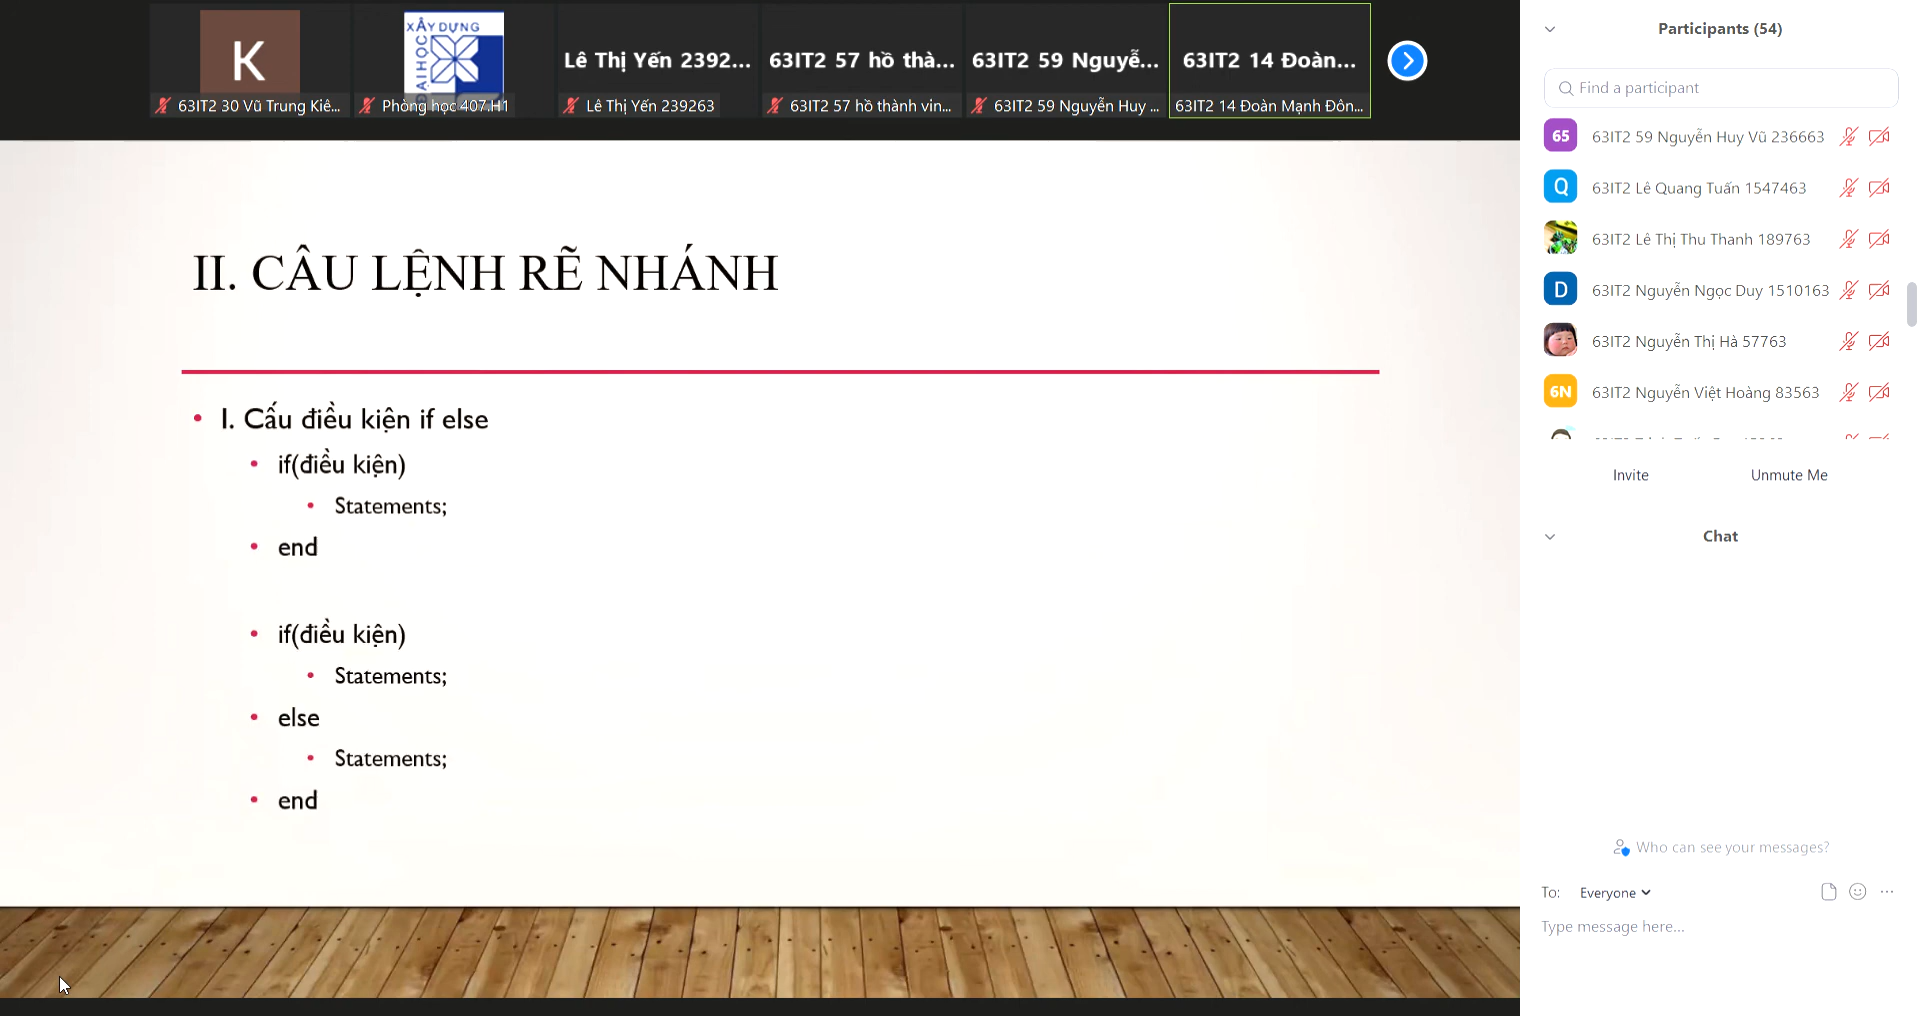 K
XÂY DỰNG
ĐẠI HỌC
Lê Thị Yến 2392...
63IT2 57 hồ thà...
63IT2 59 Nguyễ...
63IT2 14 Đoàn...
63IT2 30 Vũ Trung Kiê...
Phòng học 407.H1
Lê Thị Yến 239263
63IT2 57 hồ thành vin...
63IT2 59 Nguyễn Huy ...
63IT2 14 Đoàn Mạnh Đôn...
II. CÂU LỆNH RẼ NHÁNH
• I. Cấu điều kiện if else
• if(điều kiện)
• Statements;
• end
• if(điều kiện)
• Statements;
• else
• Statements;
• end
Participants (54)
Find a participant
65 63IT2 59 Nguyễn Huy Vũ 236663
Q 63IT2 Lê Quang Tuấn 1547463
63IT2 Lê Thị Thu Thanh 189763
D 63IT2 Nguyễn Ngọc Duy 1510163
63IT2 Nguyễn Thị Hà 57763
6N 63IT2 Nguyễn Việt Hoàng 83563
Invite Unmute Me
Chat
Who can see your messages?
To: Everyone
Type message here...